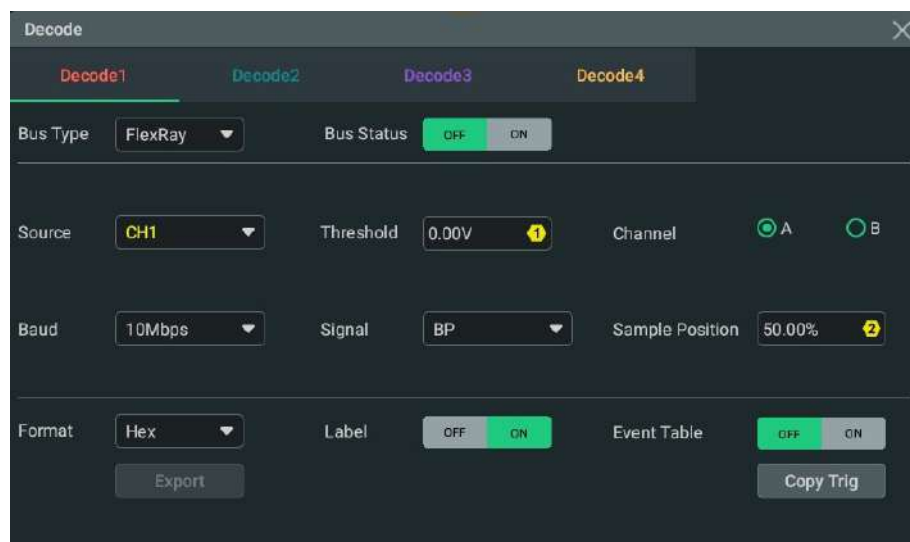 Decode
Decode1 Decode2 Decode3 Decode4
Bus Type FlexRay Bus Status OFF ON
Source CH1 Threshold 0.00V 1 Channel A B
Baud 10Mbps Signal BP Sample Position 50.00% 2
Format Hex Label OFF ON Event Table OFF ON
Export Copy Trig